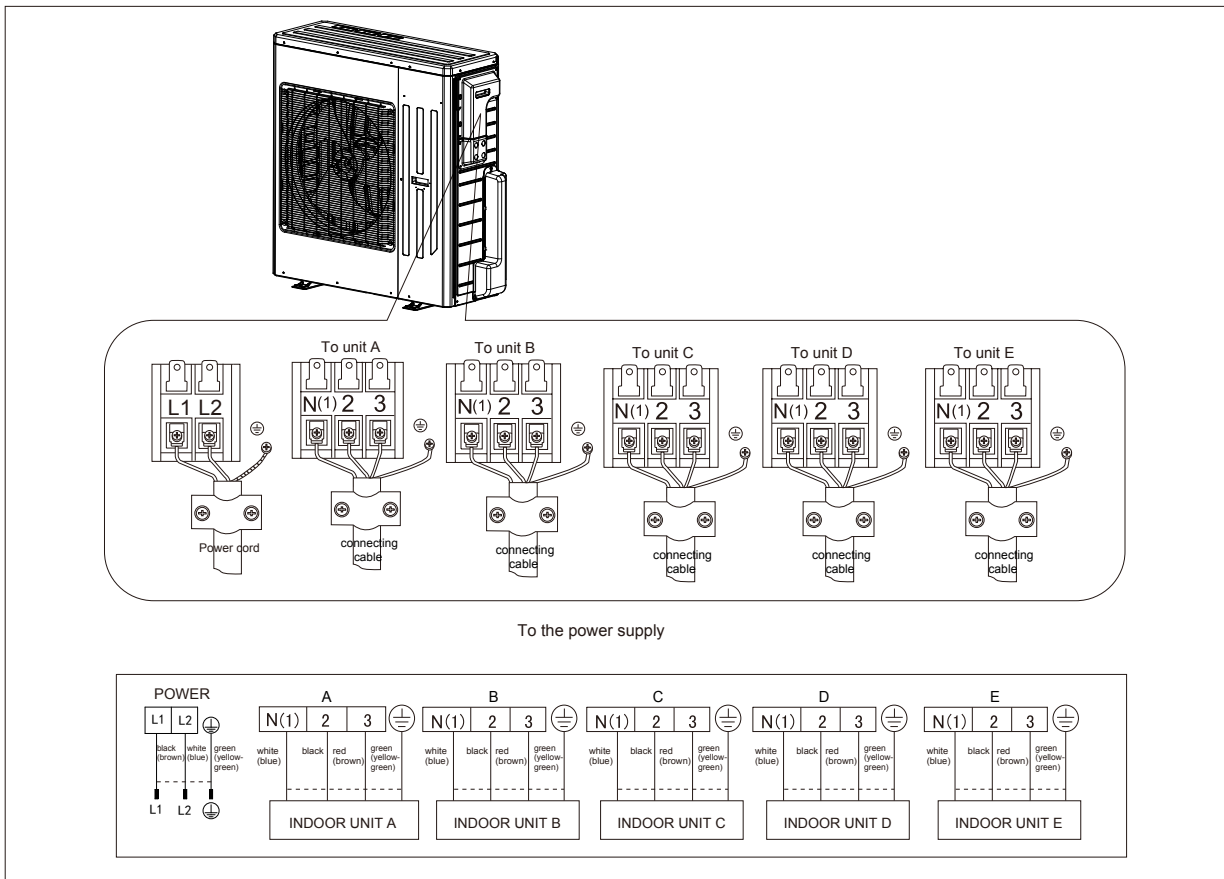 To unit A
To unit B
To unit C
To unit D
To unit E
L1 L2
N(1) 2 3
N(1) 2 3
N(1) 2 3
N(1) 2 3
N(1) 2 3
Power cord
connecting
cable
connecting
cable
connecting
cable
connecting
cable
connecting
cable
To the power supply
POWER
L1 L2
black
(brown)
white
(blue)
green
(yellow-
green)
L1 L2
A
N(1) 2 3
white
(blue)
black
red
(brown)
green
(yellow-
green)
INDOOR UNIT A
B
N(1) 2 3
white
(blue)
black
red
(brown)
green
(yellow-
green)
INDOOR UNIT B
C
N(1) 2 3
white
(blue)
black
red
(brown)
green
(yellow-
green)
INDOOR UNIT C
D
N(1) 2 3
white
(blue)
black
red
(brown)
green
(yellow-
green)
INDOOR UNIT D
E
N(1) 2 3
white
(blue)
black
red
(brown)
green
(yellow-
green)
INDOOR UNIT E